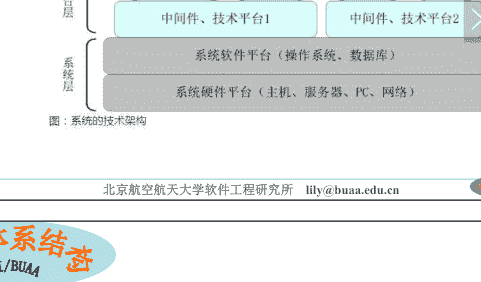 台层
中间件、技术平台1
中间件、技术平台2
系统层
系统软件平台（操作系统、数据库）
系统硬件平台（主机、服务器、PC、网络）
图：系统的技术架构
北京航空航天大学软件工程研究所 lily@buaa.edu.cn
体系结构
/BUAA